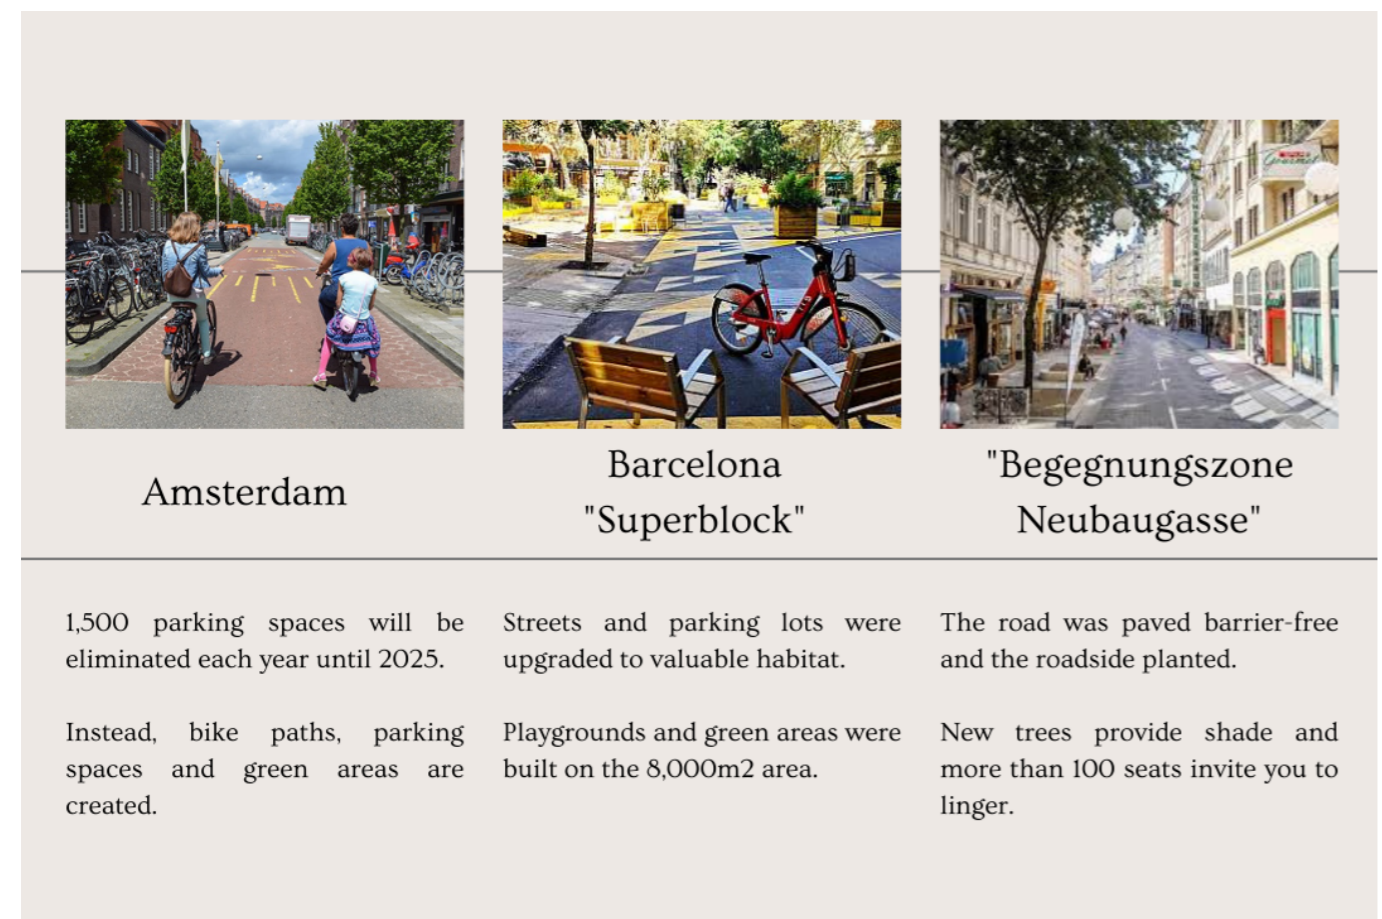 Amsterdam
Barcelona
"Superblock"
"Begegnungszone
Neubaugasse"
1,500 parking spaces will be
eliminated each year until 2025.
Instead, bike paths, parking
spaces and green areas are
created.
Streets and parking lots were
upgraded to valuable habitat.
Playgrounds and green areas were
built on the 8,000m2 area.
The road was paved barrier-free
and the roadside planted.
New trees provide shade and
more than 100 seats invite you to
linger.